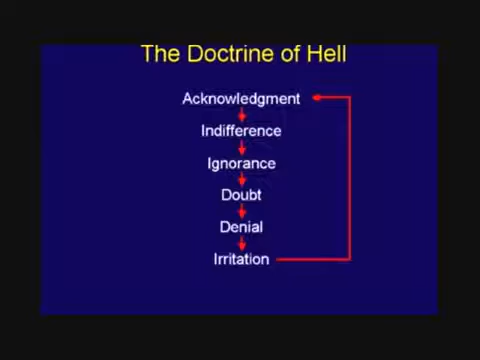 The Doctrine of Hell
Acknowledgment
Indifference
Ignorance
Doubt
Denial
Irritation